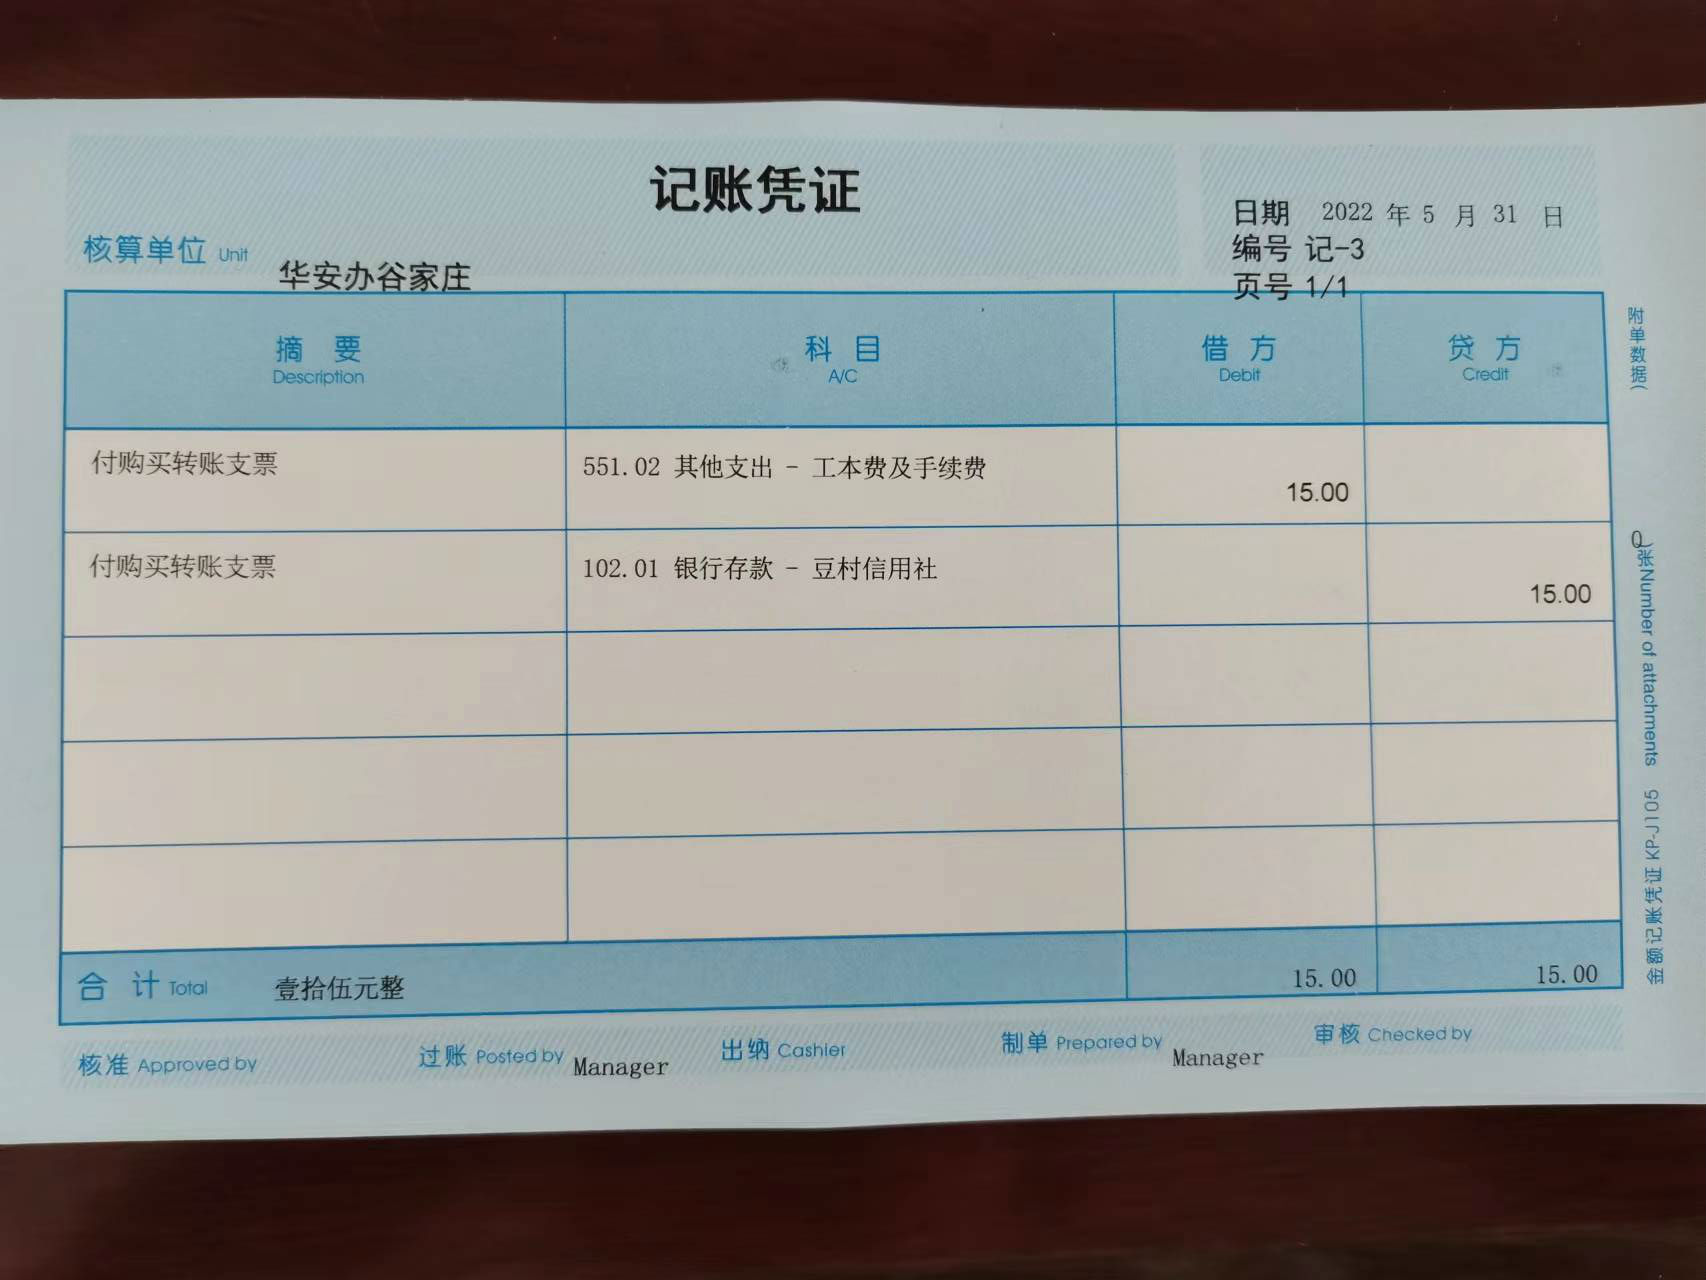 记账凭证
日期 2022 年 5 月 31 日
编号 记-3
页号 1/1
核算单位 Unit 华安办谷家庄
摘 要 科 目 借 方 贷 方
Description A/C Debit Credit
付购买转账支票 551.02 其他支出 - 工本费及手续费 15.00
付购买转账支票 102.01 银行存款 - 豆村信用社 15.00
合 计 Total 壹拾伍元整 15.00 15.00
核准 Approved by 过账 Posted by Manager 出纳 Cashier 制单 Prepared by Manager 审核 Checked by
附单数据( 0 )张Number of attachments 金额记账凭证 KP-J105